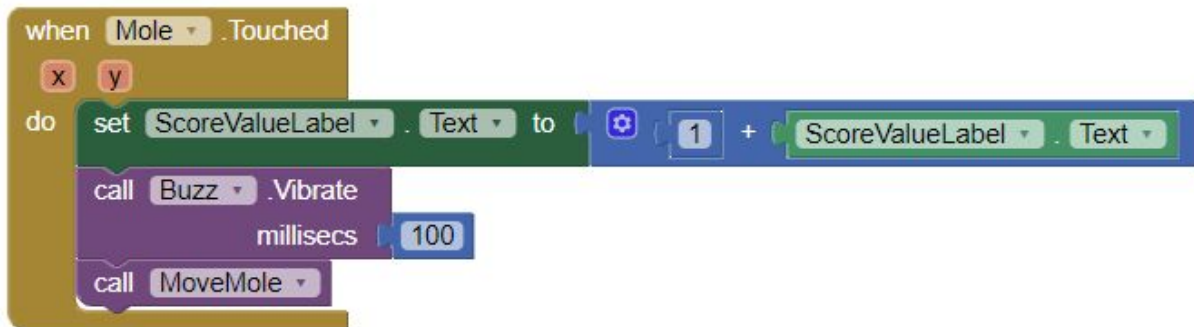 when Mole .Touched
x y
do set ScoreValueLabel . Text to 1 + ScoreValueLabel . Text
call Buzz .Vibrate
millisecs 100
call MoveMole